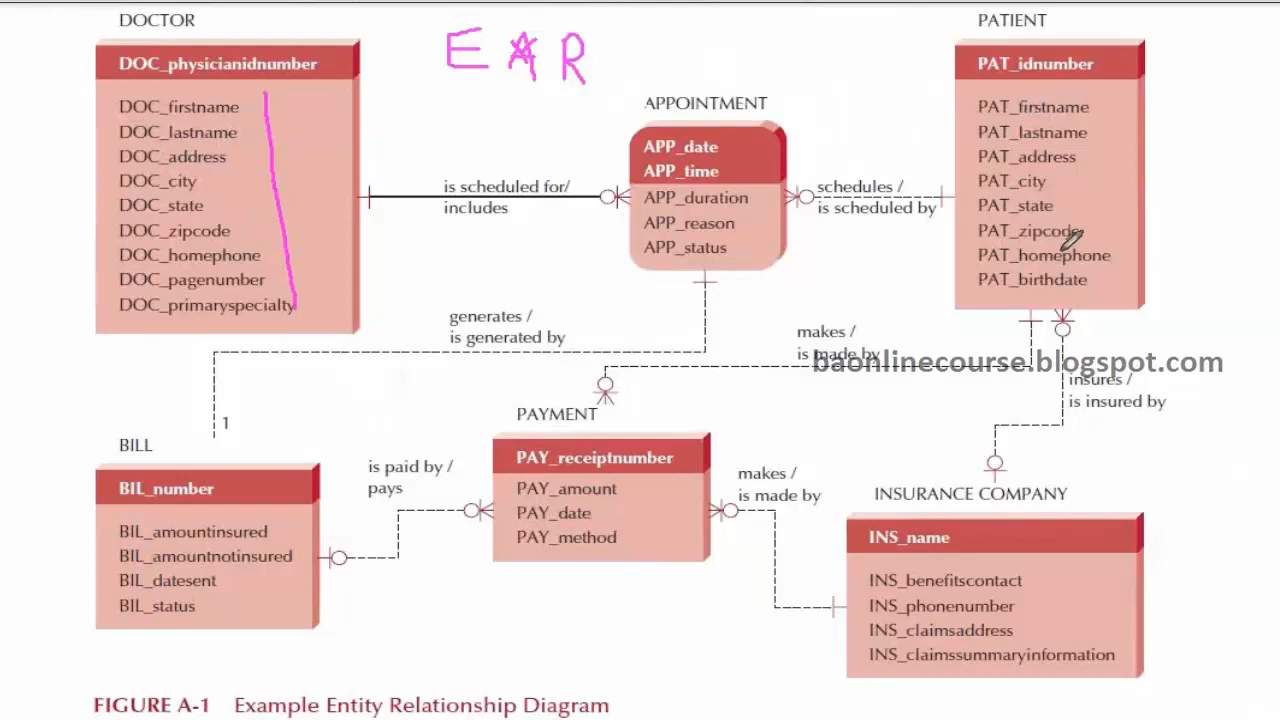 DOCTOR
DOC_physicianidnumber
DOC_firstname
DOC_lastname
DOC_address
DOC_city
DOC_state
DOC_zipcode
DOC_homephone
DOC_pagenumber
DOC_primaryspecialty
E A R
is scheduled for/
includes
APPOINTMENT
APP_date
APP_time
APP_duration
APP_reason
APP_status
schedules /
is scheduled by
PATIENT
PAT_idnumber
PAT_firstname
PAT_lastname
PAT_address
PAT_city
PAT_state
PAT_zipcode
PAT_homephone
PAT_birthdate
generates /
is generated by
1
makes /
is made by
baonlinecourse.blogspot.com
insures /
is insured by
BILL
BIL_number
BIL_amountinsured
BIL_amountnotinsured
BIL_datesent
BIL_status
is paid by /
pays
PAYMENT
PAY_receiptnumber
PAY_amount
PAY_date
PAY_method
makes /
is made by
INSURANCE COMPANY
INS_name
INS_benefitscontact
INS_phonenumber
INS_claimsaddress
INS_claimssummaryinformation
FIGURE A-1 Example Entity Relationship Diagram